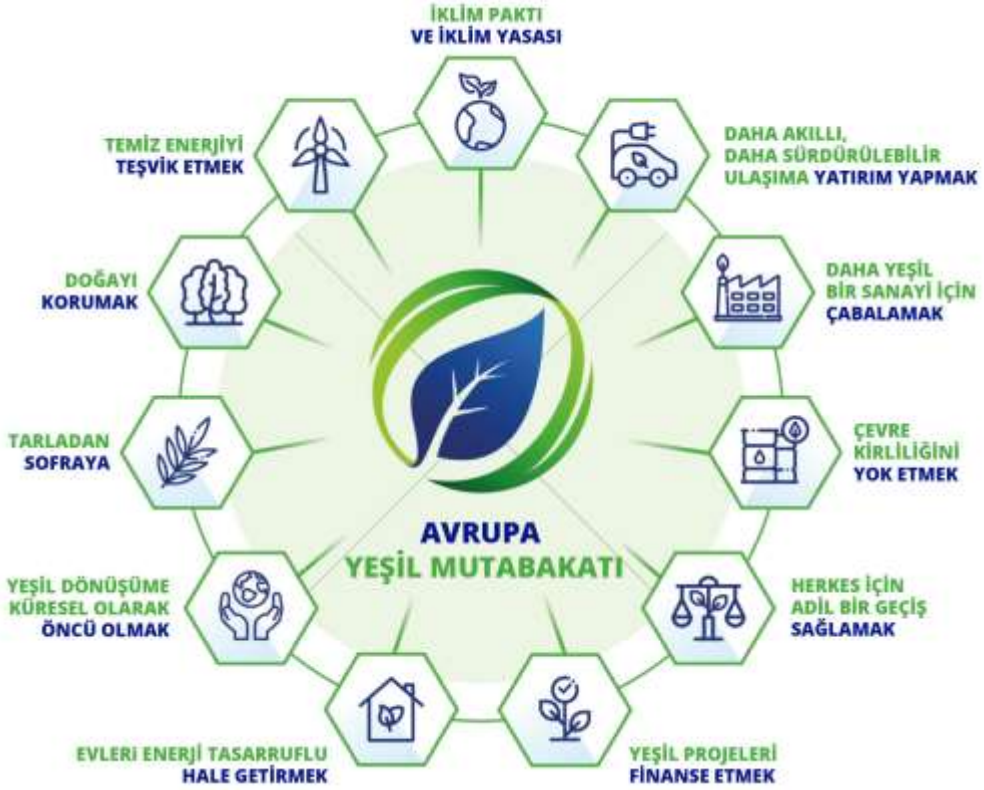 İKLİM PAKTI
VE İKLİM YASASI
DAHA AKILLI,
DAHA SÜRDÜRÜLEBİLİR
ULAŞIMA YATIRIM YAPMAK
DAHA YEŞİL
BİR SANAYİ İÇİN
ÇABALAMAK
ÇEVRE
KİRLİLİĞİNİ
YOK ETMEK
HERKES İÇİN
ADİL BİR GEÇİŞ
SAĞLAMAK
YEŞİL PROJELERİ
FİNANSE ETMEK
EVLERi ENERJİ TASARRUFLU
HALE GETİRMEK
YEŞİL DÖNÜŞÜME
KÜRESEL OLARAK
ÖNCÜ OLMAK
TARLADAN
SOFRAYA
DOĞAYI
KORUMAK
TEMİZ ENERJİYİ
TEŞVİK ETMEK
AVRUPA
YEŞİL MUTABAKATI